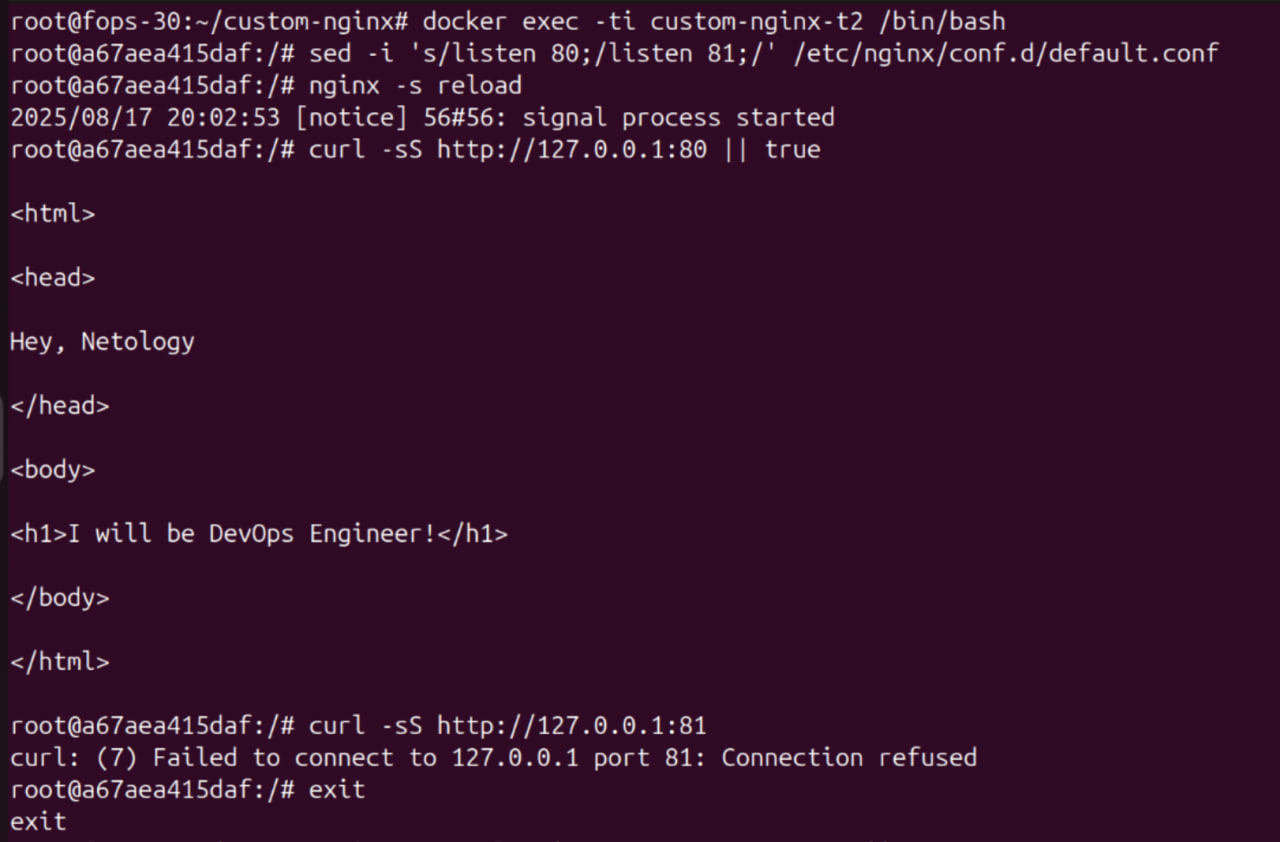 root@fops-30:~/custom-nginx# docker exec -ti custom-nginx-t2 /bin/bash
root@a67aea415daf:/# sed -i 's/listen 80;/listen 81;/' /etc/nginx/conf.d/default.conf
root@a67aea415daf:/# nginx -s reload
2025/08/17 20:02:53 [notice] 56#56: signal process started
root@a67aea415daf:/# curl -sS http://127.0.0.1:80 || true
<html>
<head>
Hey, Netology
</head>
<body>
<h1>I will be DevOps Engineer!</h1>
</body>
</html>
root@a67aea415daf:/# curl -sS http://127.0.0.1:81
curl: (7) Failed to connect to 127.0.0.1 port 81: Connection refused
root@a67aea415daf:/# exit
exit